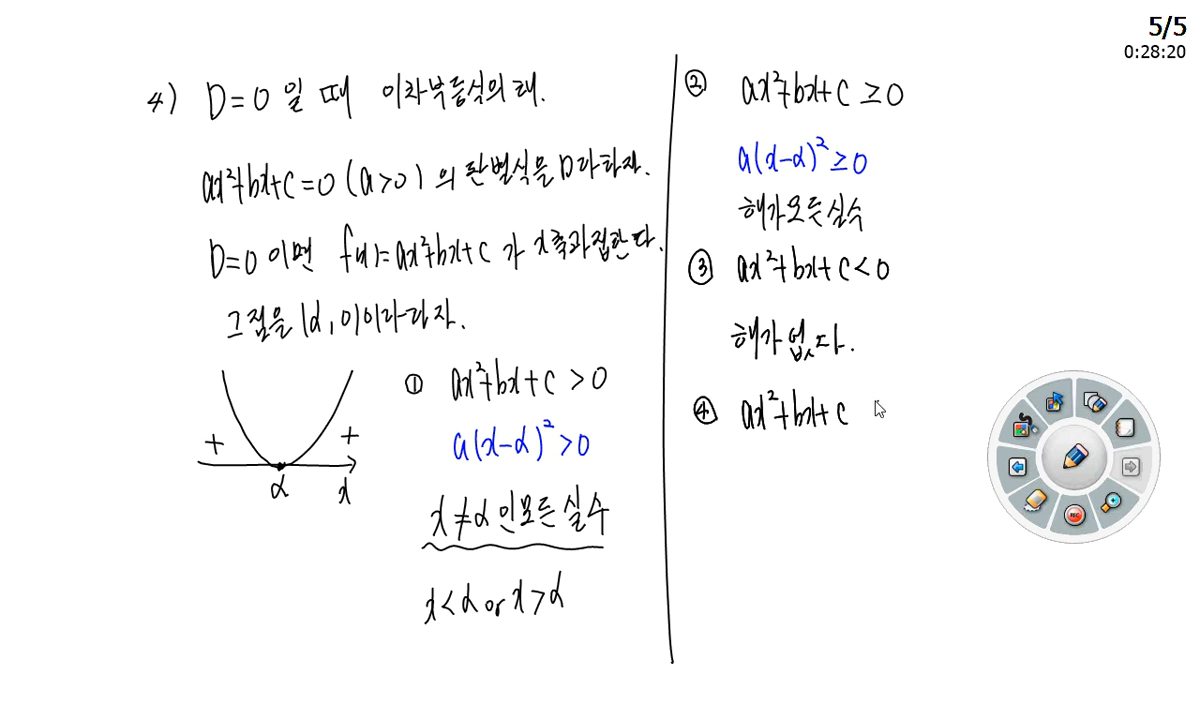 5/5
0:28:20
4) D=0 일 때 이차부등식의 해.
ax²+bx+c=0 (a>0) 의 판별식을 D라 하자.
D=0 이면 f(x)=ax²+bx+c 가 x축과 접한다.
그 점을 (α, 0)이라 하자.
+ +
α x
① ax²+bx+c > 0
a(x-α)²>0
x≠α 인 모든 실수
x<α or x>α
② ax²+bx+c ≥0
a(x-α)²≥0
해가 모든 실수
③ ax²+bx+c<0
해가 없다.
④ ax²+bx+c
REC